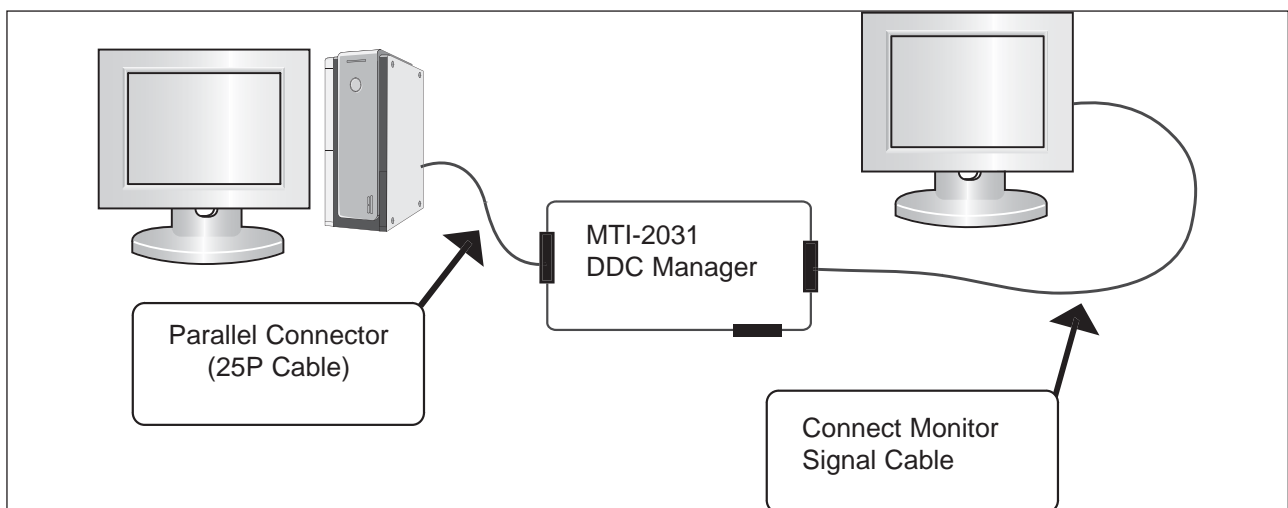 MTI-2031
DDC Manager
Parallel Connector
(25P Cable)
Connect Monitor
Signal Cable